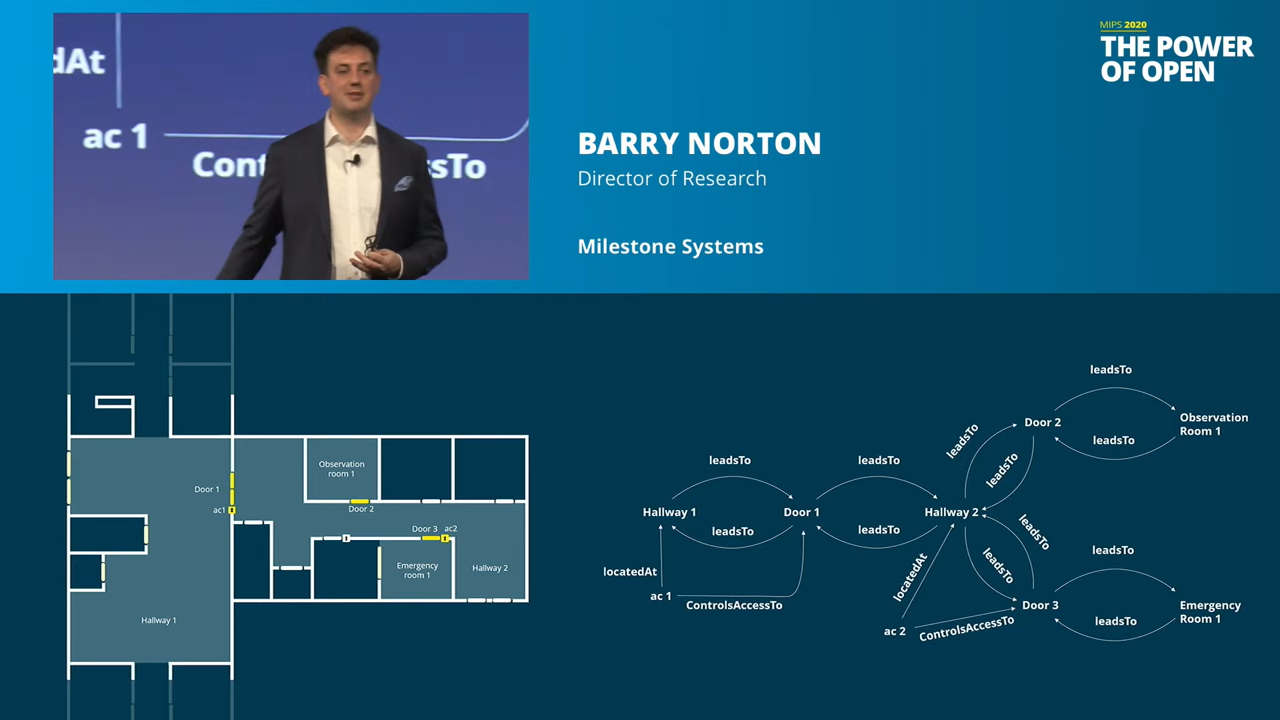 MIPS 2020
THE POWER
OF OPEN
dAt
ac 1
Cont
ssTo
BARRY NORTON
Director of Research
Milestone Systems
Observation
room 1
Door 1
ac1
Door 2
Door 3
ac2
Emergency
room 1
Hallway 2
Hallway 1
leadsTo
Door 2
Observation
Room 1
leadsTo
leadsTo
leadsTo
leadsTo
leadsTo
Hallway 1
Door 1
Hallway 2
leadsTo
leadsTo
leadsTo
leadsTo
leadsTo
locatedAt
locatedAt
ac 1
ControlsAccessTo
Door 3
Emergency
Room 1
ac 2
ControlsAccessTo
leadsTo